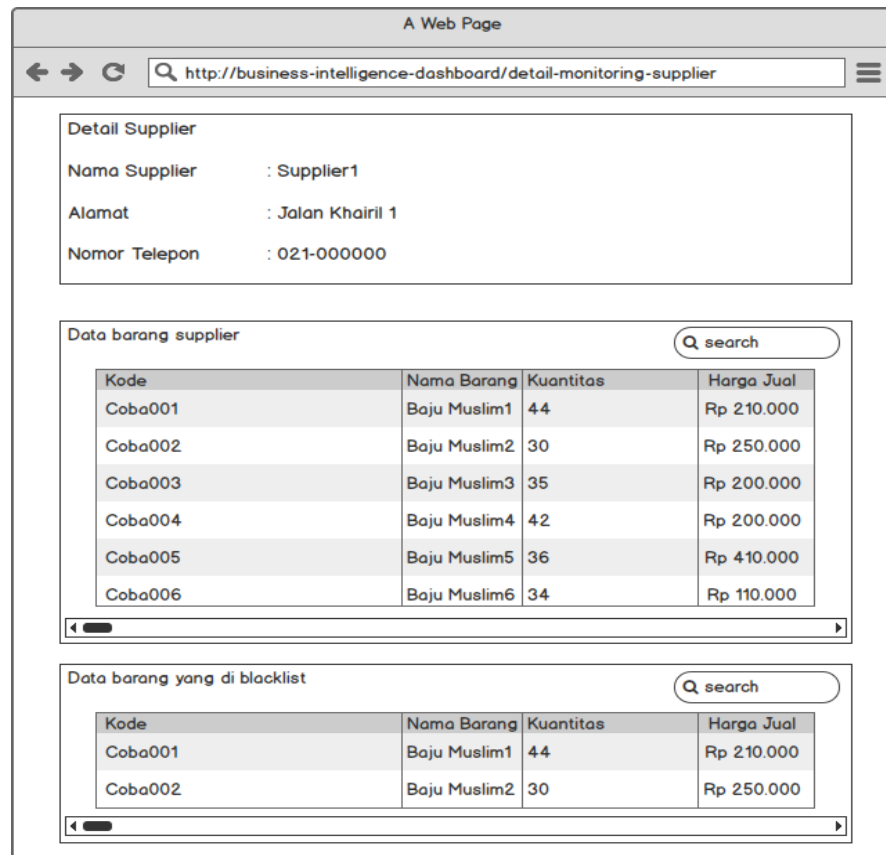 A Web Page
http://business-intelligence-dashboard/detail-monitoring-supplier
Detail Supplier
Nama Supplier : Supplier1
Alamat : Jalan Khairil 1
Nomor Telepon : 021-000000
Data barang supplier search
Kode Nama Barang Kuantitas Harga Jual
Coba001 Baju Muslim1 44 Rp 210.000
Coba002 Baju Muslim2 30 Rp 250.000
Coba003 Baju Muslim3 35 Rp 200.000
Coba004 Baju Muslim4 42 Rp 200.000
Coba005 Baju Muslim5 36 Rp 410.000
Coba006 Baju Muslim6 34 Rp 110.000
Data barang yang di blacklist search
Kode Nama Barang Kuantitas Harga Jual
Coba001 Baju Muslim1 44 Rp 210.000
Coba002 Baju Muslim2 30 Rp 250.000